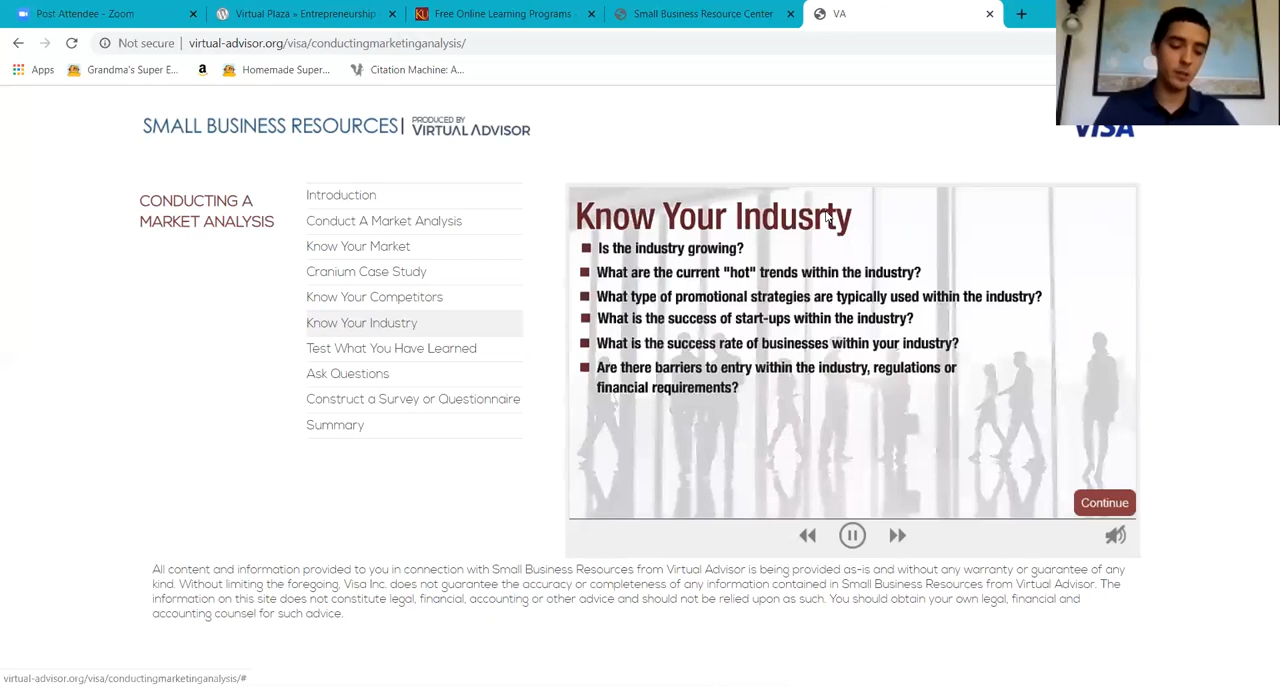 Post Attendee - Zoom
Virtual Plaza » Entrepreneurship
Free Online Learning Programs
Small Business Resource Center
VA
Not secure | virtual-advisor.org/visa/conductingmarketinganalysis/
Apps
Grandma's Super E...
Homemade Super...
Citation Machine: A...
SMALL BUSINESS RESOURCES | PRODUCED BY
VIRTUAL ADVISOR
VISA
CONDUCTING A
MARKET ANALYSIS
Introduction
Conduct A Market Analysis
Know Your Market
Cranium Case Study
Know Your Competitors
Know Your Industry
Test What You Have Learned
Ask Questions
Construct a Survey or Questionnaire
Summary
Know Your Indusrty
Is the industry growing?
What are the current "hot" trends within the industry?
What type of promotional strategies are typically used within the industry?
What is the success of start-ups within the industry?
What is the success rate of businesses within your industry?
Are there barriers to entry within the industry, regulations or
financial requirements?
Continue
All content and information provided to you in connection with Small Business Resources from Virtual Advisor is being provided as-is and without any warranty or guarantee of any
kind. Without limiting the foregoing, Visa Inc. does not guarantee the accuracy or completeness of any information contained in Small Business Resources from Virtual Advisor. The
information on this site does not constitute legal, financial, accounting or other advice and should not be relied upon as such. You should obtain your own legal, financial and
accounting counsel for such advice.
virtual-advisor.org/visa/conductingmarketinganalysis/#